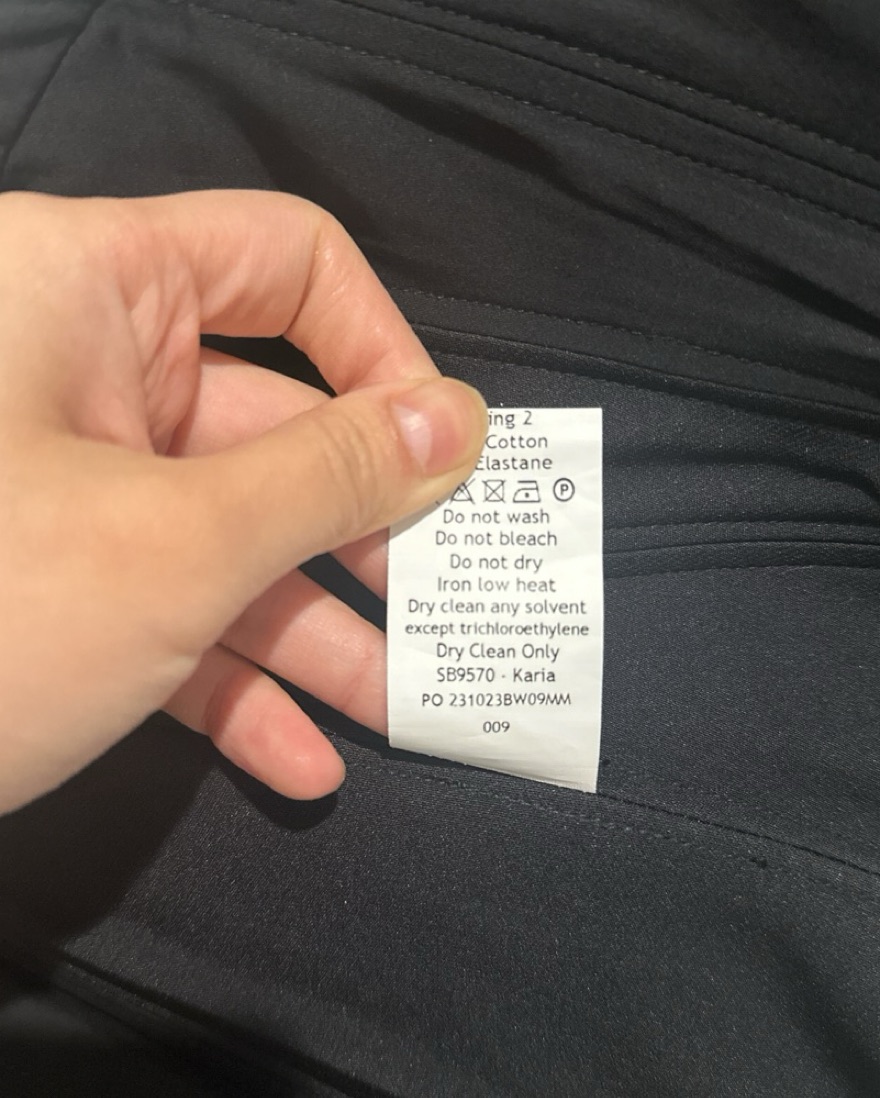 2
Cotton
Elastane
P
Do not wash
Do not bleach
Do not dry
Iron low heat
Dry clean any solvent
except trichloroethylene
Dry Clean Only
SB9570 - Karia
PO 231023BW09MM
009